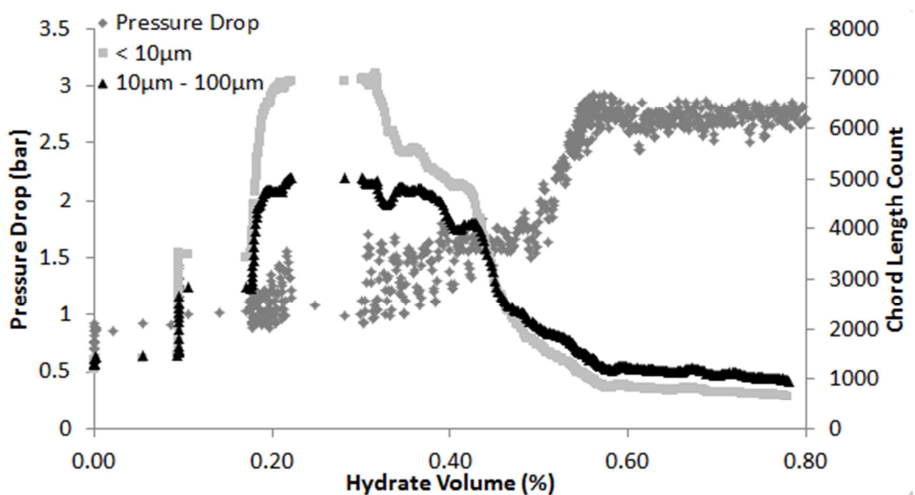 Pressure Drop
< 10µm
10µm - 100µm
3.5
3
2.5
2
1.5
1
0.5
0
Pressure Drop (bar)
8000
7000
6000
5000
4000
3000
2000
1000
0
Chord Length Count
0.00 0.20 0.40 0.60 0.80
Hydrate Volume (%)